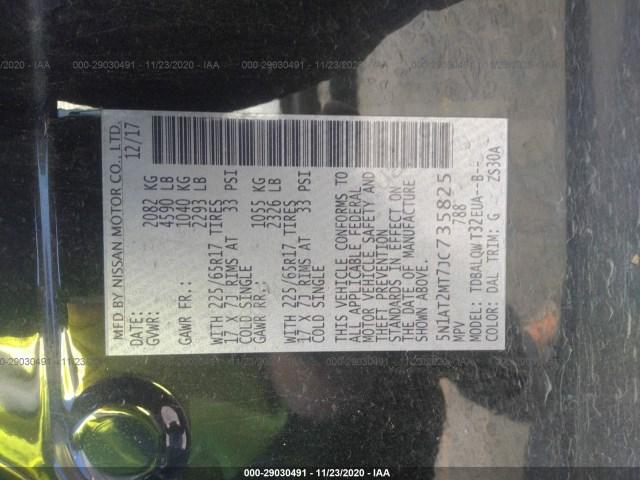 000-29030491 - 11/23/2020 - IAA
MFD BY NISSAN MOTOR CO., LTD.
DATE: 12/17
GVWR: 2082 KG
4590 LB
GAWR FR.: 1040 KG
2293 LB
WITH 225/65R17 TIRES
17 X 7J RIMS AT 33 PSI
COLD SINGLE
GAWR RR.: 1055 KG
2326 LB
WITH 225/65R17 TIRES
17 X 7J RIMS AT 33 PSI
COLD SINGLE
THIS VEHICLE CONFORMS TO
ALL APPLICABLE FEDERAL
MOTOR VEHICLE SAFETY AND
THEFT PREVENTION
STANDARDS IN EFFECT ON
THE DATE OF MANUFACTURE
SHOWN ABOVE.
5N1AT2MT7JC735825
MPV 788
MODEL: TDBALQW T32EUA--B--
COLOR: DAL TRIM: G ZS30A
000-29030491 - 11/23/2020 - IAA
000-29030491 - 11/23/2020 - IAA